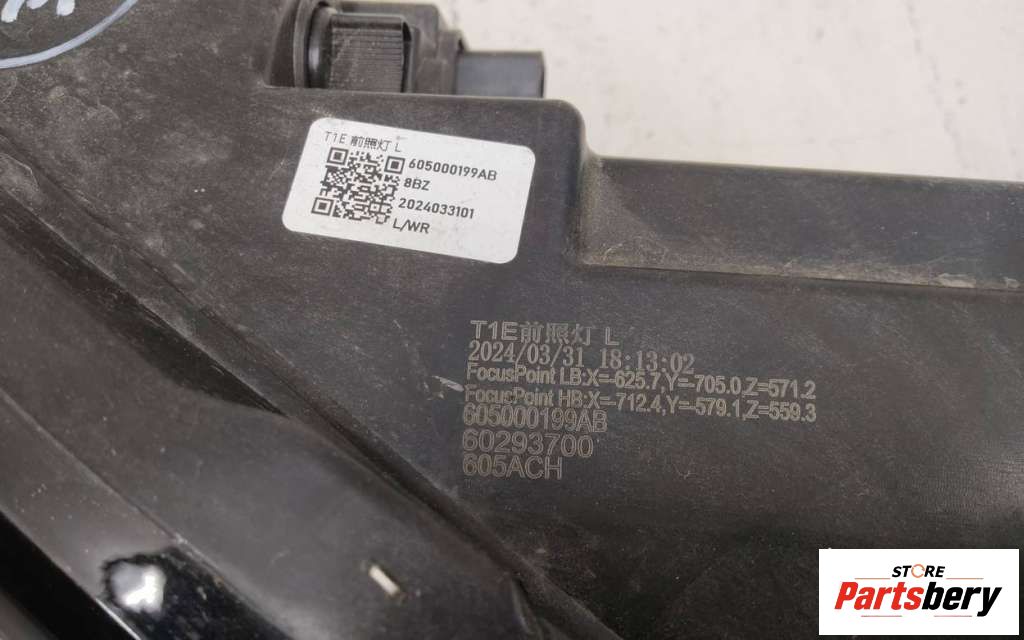 T1E 前照灯 L
605000199AB
8BZ
2024033101
L/WR
T1E前照灯 L
2024/03/31 18:13:02
FocusPoint LB:X=-625.7,Y=-705.0,Z=571.2
FocusPoint HB:X=-712.4,Y=-579.1,Z=559.3
605000199AB
60293700
605ACH
STORE
Partsbery